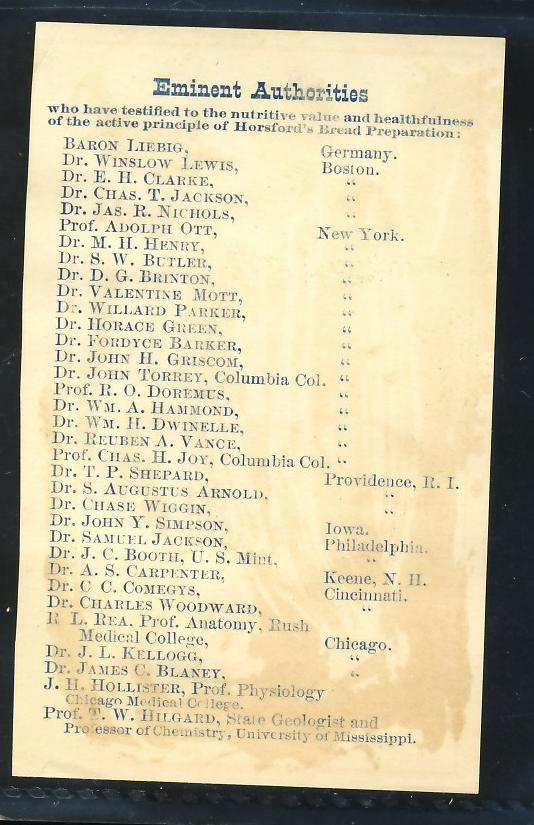 Eminent Authorities
who have testified to the nutritive value and healthfulness
of the active principle of Horsford's Bread Preparation:
BARON LIEBIG, Germany.
Dr. WINSLOW LEWIS, Boston.
Dr. E. H. CLARKE, “
Dr. CHAS. T. JACKSON, “
Dr. JAS. R. NICHOLS, “
Prof. ADOLPH OTT, New York.
Dr. M. H. HENRY, “
Dr. S. W. BUTLER, “
Dr. D. G. BRINTON, “
Dr. VALENTINE MOTT, “
Dr. WILLARD PARKER, “
Dr. HORACE GREEN, “
Dr. FORDYCE BARKER, “
Dr. JOHN H. GRISCOM, “
Dr. JOHN TORREY, Columbia Col. “
Prof. R. O. DOREMUS, “
Dr. WM. A. HAMMOND, “
Dr. WM. H. DWINELLE, “
Dr. REUBEN A. VANCE, “
Prof. CHAS. H. JOY, Columbia Col. “
Dr. T. P. SHEPARD, Providence, R. I.
Dr. S. AUGUSTUS ARNOLD, “
Dr. CHASE WIGGIN, “
Dr. JOHN Y. SIMPSON, Iowa.
Dr. SAMUEL JACKSON, Philadelphia.
Dr. J. C. BOOTH, U. S. Mint, “
Dr. A. S. CARPENTER, Keene, N. H.
Dr. C C. COMEGYS, Cincinnati.
Dr. CHARLES WOODWARD, “
R L. REA, Prof. Anatomy, Rush
Medical College, Chicago.
Dr. J. L. KELLOGG, “
Dr. JAMES C. BLANEY, “
J. H. HOLLISTER, Prof. Physiology
Chicago Medical College.
Prof. T. W. HILGARD, State Geologist and
Professor of Chemistry, University of Mississippi.